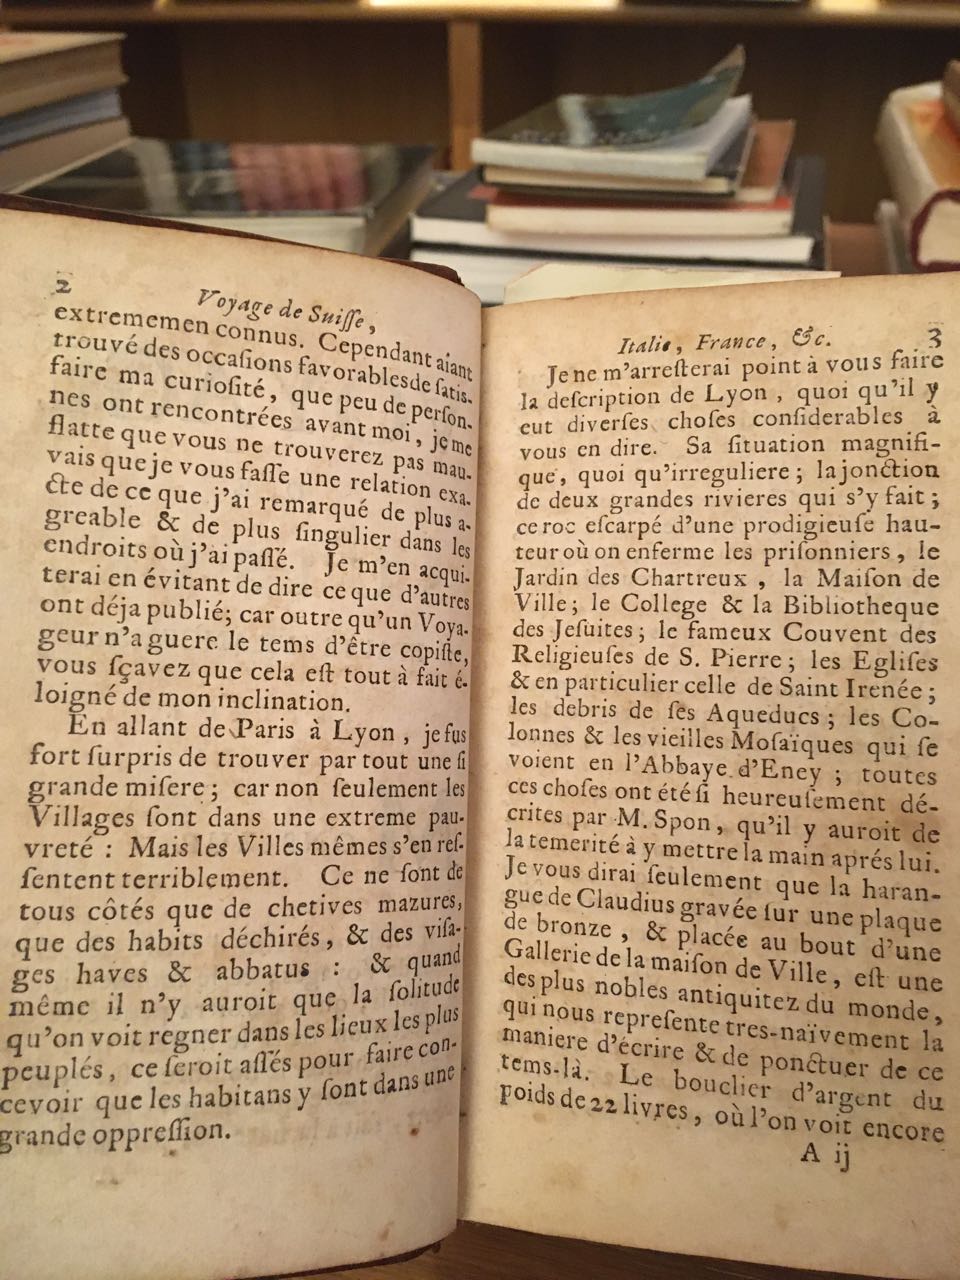 2
Voyage de Suiſſe,
extrememen connus. Cependant aiant
trouvé des occaſions favorables de ſatis-
faire ma curioſité, que peu de perſon-
nes ont rencontrées avant moi, je me
flatte que vous ne trouverez pas mau-
vais que je vous faſſe une relation exa-
cte de ce que j'ai remarqué de plus a-
greable & de plus ſingulier dans les
endroits où j'ai paſſé. Je m'en acqui-
terai en évitant de dire ce que d'autres
ont déja publié; car outre qu'un Voya-
geur n'a guere le tems d'être copiſte,
vous ſçavez que cela eſt tout à fait é-
loigné de mon inclination.
En allant de Paris à Lyon, je fus
fort ſurpris de trouver par tout une ſi
grande miſere; car non ſeulement les
Villages ſont dans une extreme pau-
vreté : Mais les Villes mêmes s'en reſ-
ſentent terriblement. Ce ne ſont de
tous côtés que de chetives mazures,
que des habits déchirés, & des viſa-
ges haves & abbatus : & quand
même il n'y auroit que la ſolitude
qu'on voit regner dans les lieux les plus
peuplés, ce ſeroit aſſés pour faire con-
cevoir que les habitans y ſont dans une
grande oppreſſion.
Italie, France, &c. 3
Je ne m'arreſterai point à vous faire
la deſcription de Lyon, quoi qu'il y
eut diverſes choſes conſiderables à
vous en dire. Sa ſituation magnifi-
que, quoi qu'irreguliere; la jonction
de deux grandes rivieres qui s'y fait;
ce roc eſcarpé d'une prodigieuſe hau-
teur où on enferme les priſonniers, le
Jardin des Chartreux, la Maiſon de
Ville; le College & la Bibliotheque
des Jeſuites; le fameux Couvent des
Religieuſes de S. Pierre; les Egliſes
& en particulier celle de Saint Irenée;
les debris de ſes Aqueducs; les Co-
lonnes & les vieilles Moſaïques qui ſe
voient en l'Abbaye d'Eney; toutes
ces choſes ont été ſi heureuſement dé-
crites par M. Spon, qu'il y auroit de
la temerité à y mettre la main aprés lui.
Je vous dirai ſeulement que la haran-
gue de Claudius gravée ſur une plaque
de bronze, & placée au bout d'une
Gallerie de la maiſon de Ville, eſt une
des plus nobles antiquitez du monde,
qui nous repreſente tres-naïvement la
maniere d'écrire & de ponctuer de ce
tems-là. Le bouclier d'argent du
poids de 22 livres, où l'on voit encore
A ij